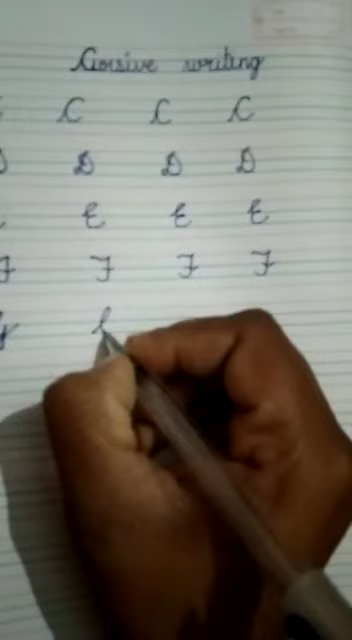 Cursive writing
C C C
D D D
E E E
F F F F